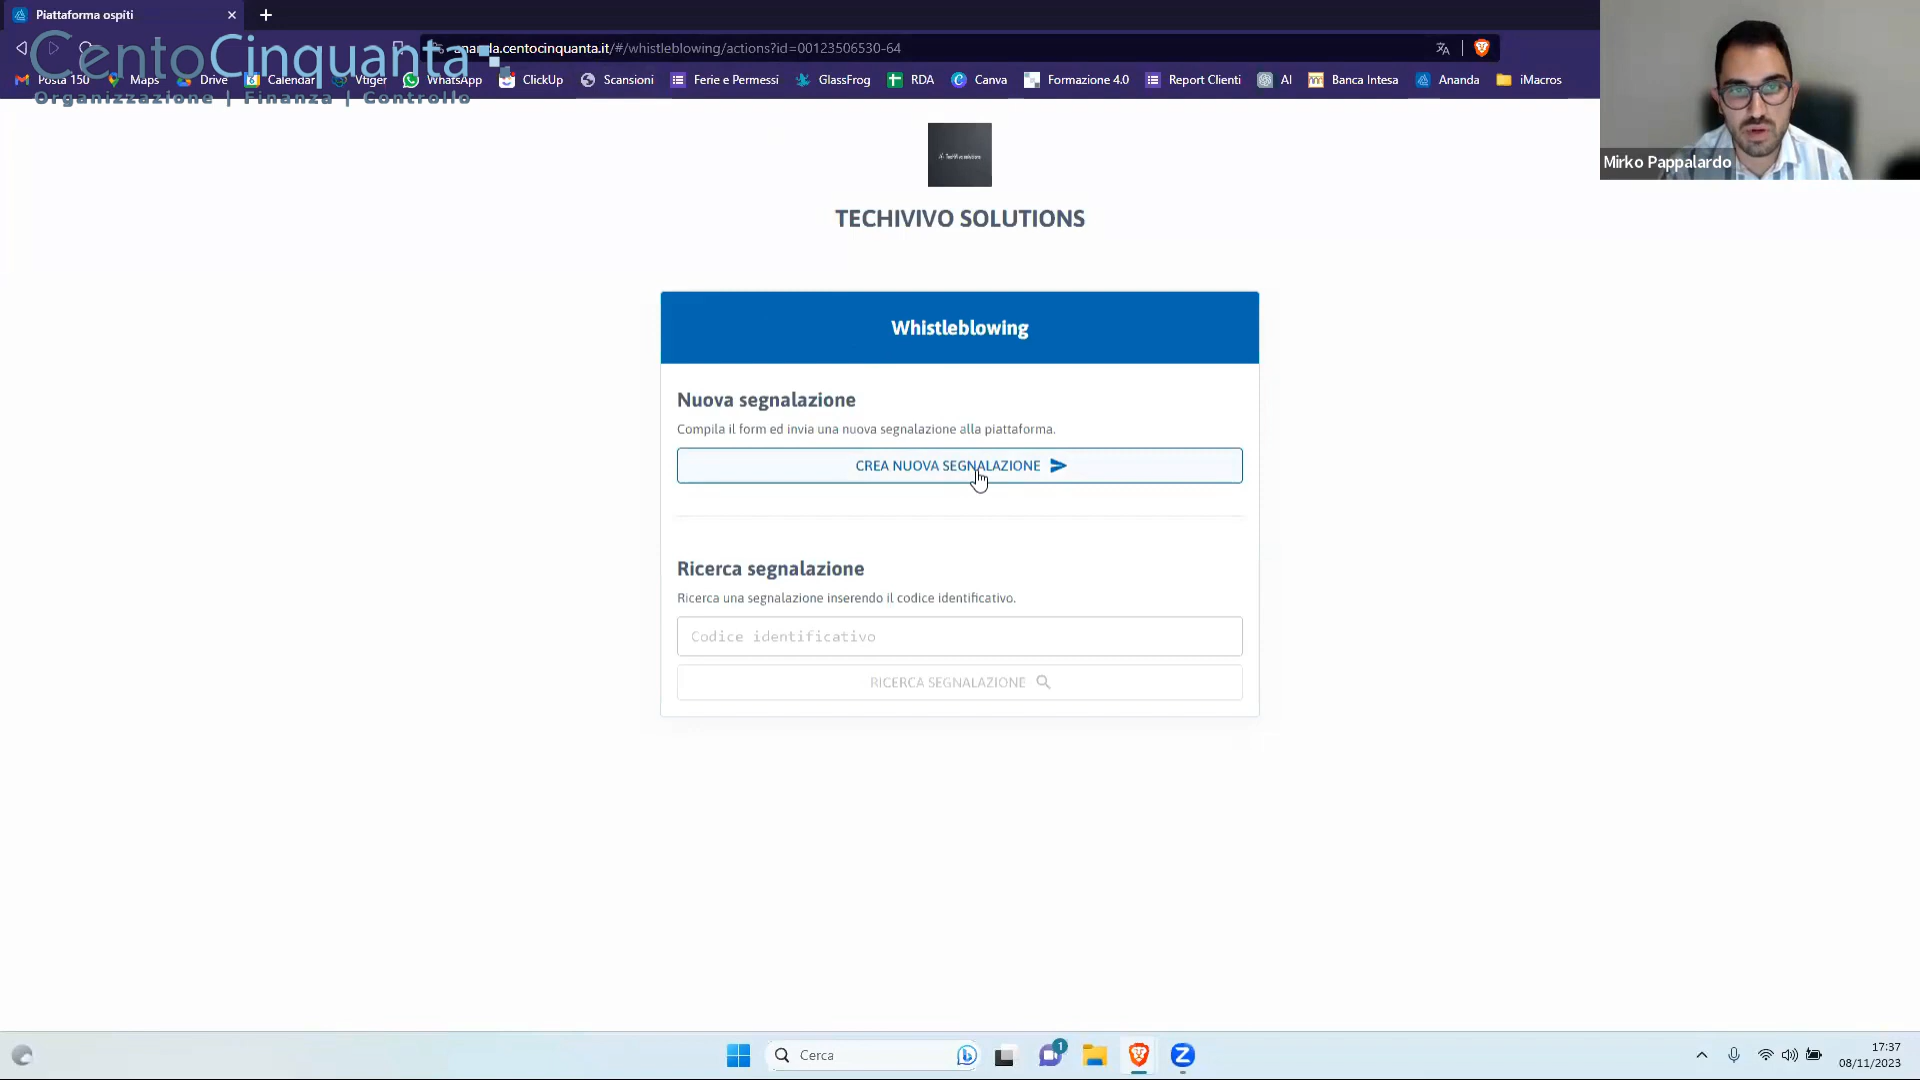 Piattaforma ospiti
ananda.centocinquanta.it/#/whistleblowing/actions?id=00123506530-64
CentoCinquanta
Organizzazione | Finanza | Controllo
Posta 150
Maps
Drive
Calendar
Vtiger
WhatsApp
ClickUp
Scansioni
Ferie e Permessi
GlassFrog
RDA
Canva
Formazione 4.0
Report Clienti
AI
Banca Intesa
Ananda
iMacros
Mirko Pappalardo
TECHIVIVO SOLUTIONS
Whistleblowing
Nuova segnalazione
Compila il form ed invia una nuova segnalazione alla piattaforma.
CREA NUOVA SEGNALAZIONE
Ricerca segnalazione
Ricerca una segnalazione inserendo il codice identificativo.
Codice identificativo
RICERCA SEGNALAZIONE
Cerca
1
17:37
08/11/2023